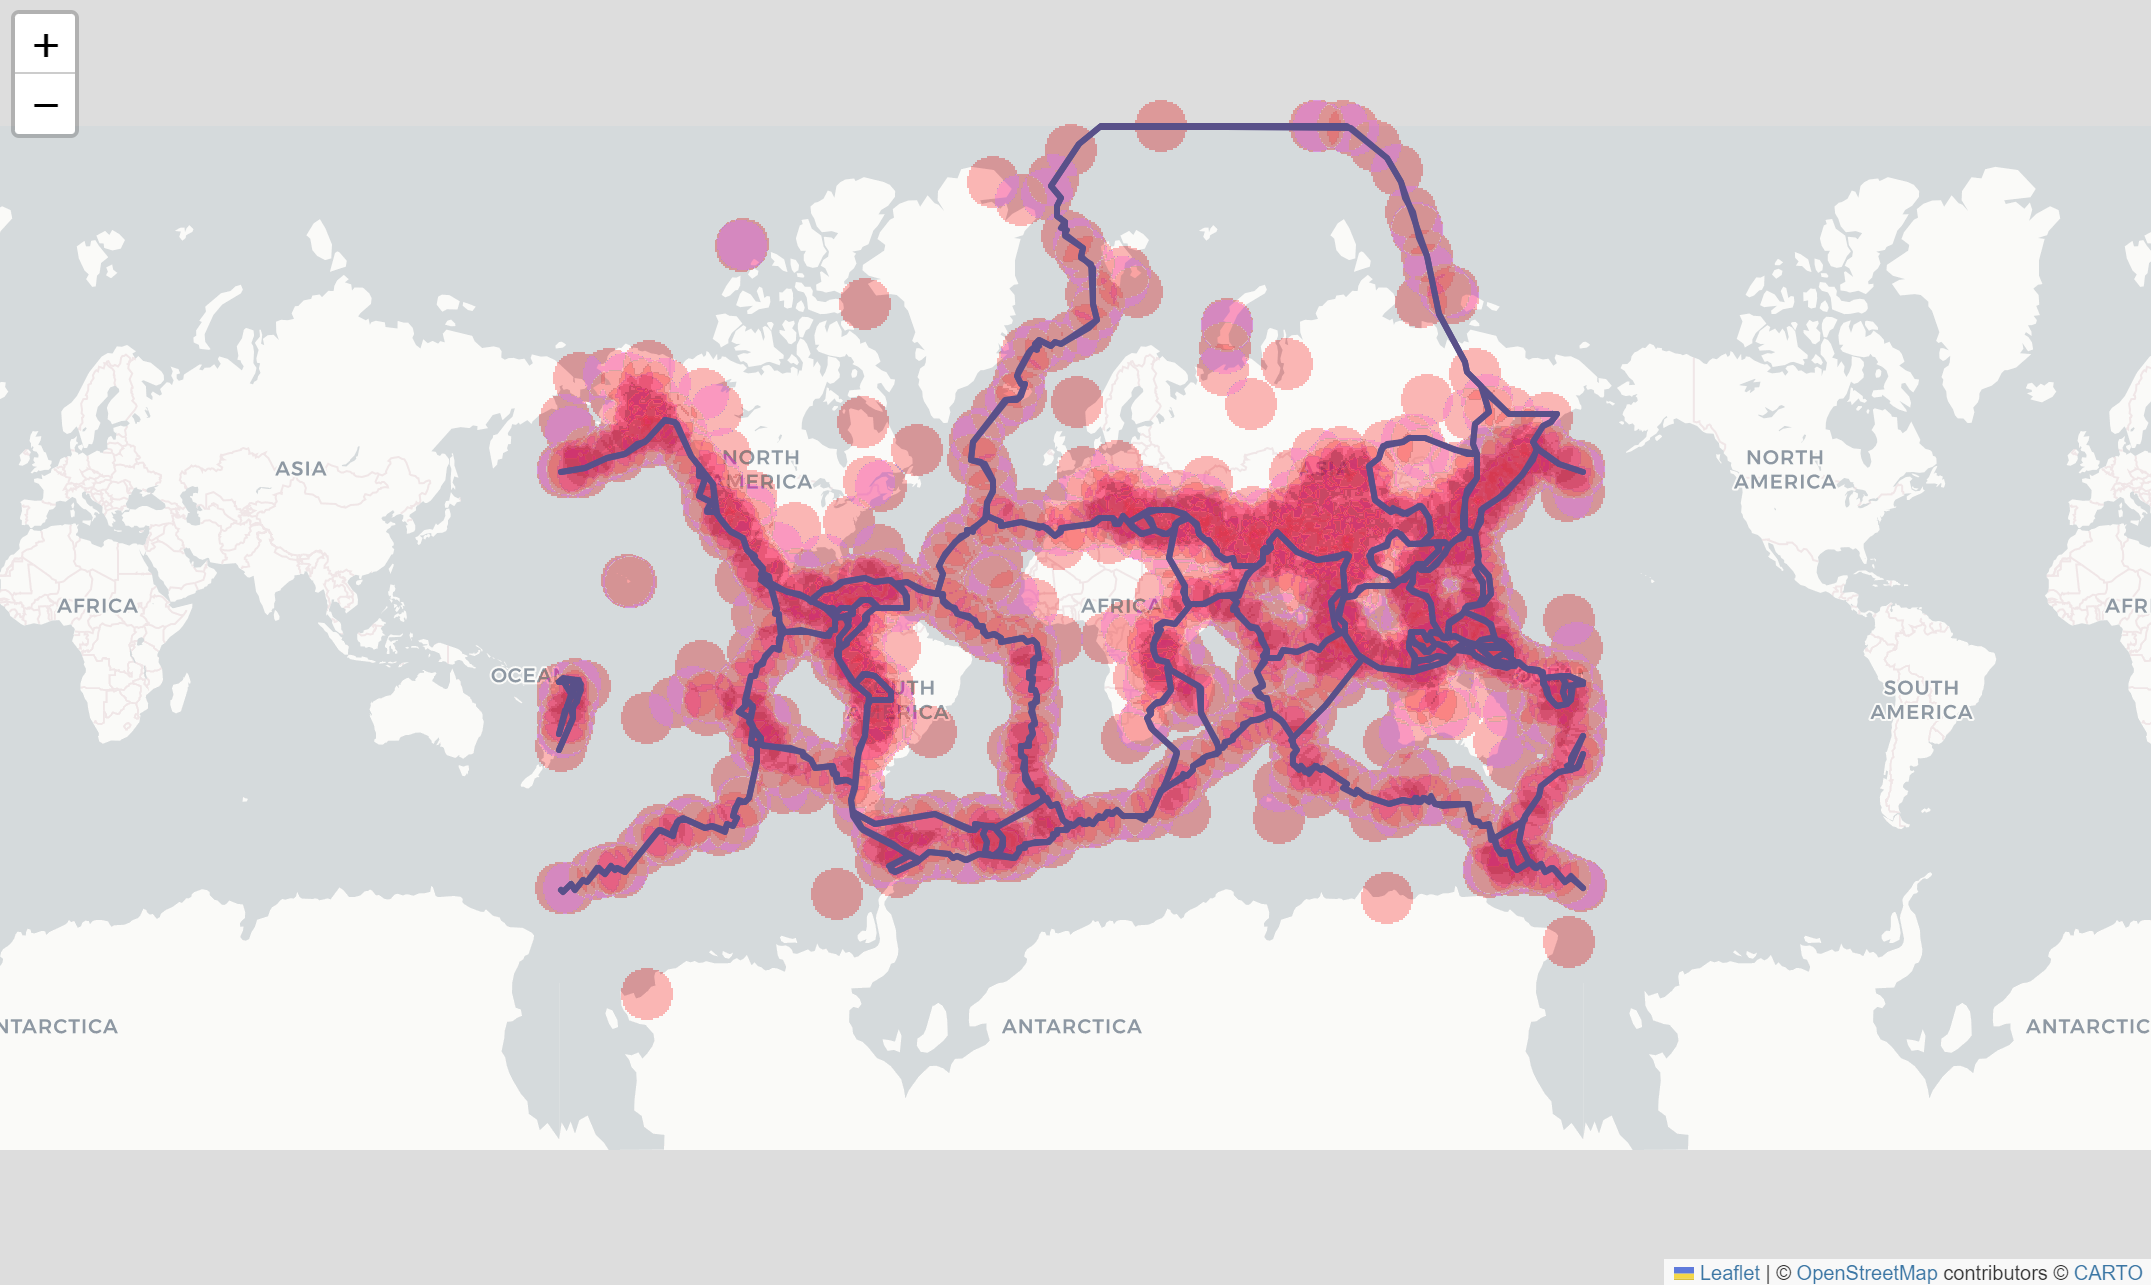 +
−
NORTH
AMERICA
ASIA
ASIA
NORTH
AMERICA
AFRICA
AFRICA
AFRI
OCEAN
SOUTH
AMERICA
SOUTH
AMERICA
NTARCTICA
ANTARCTICA
ANTARCTIC
Leaflet | © OpenStreetMap contributors © CARTO